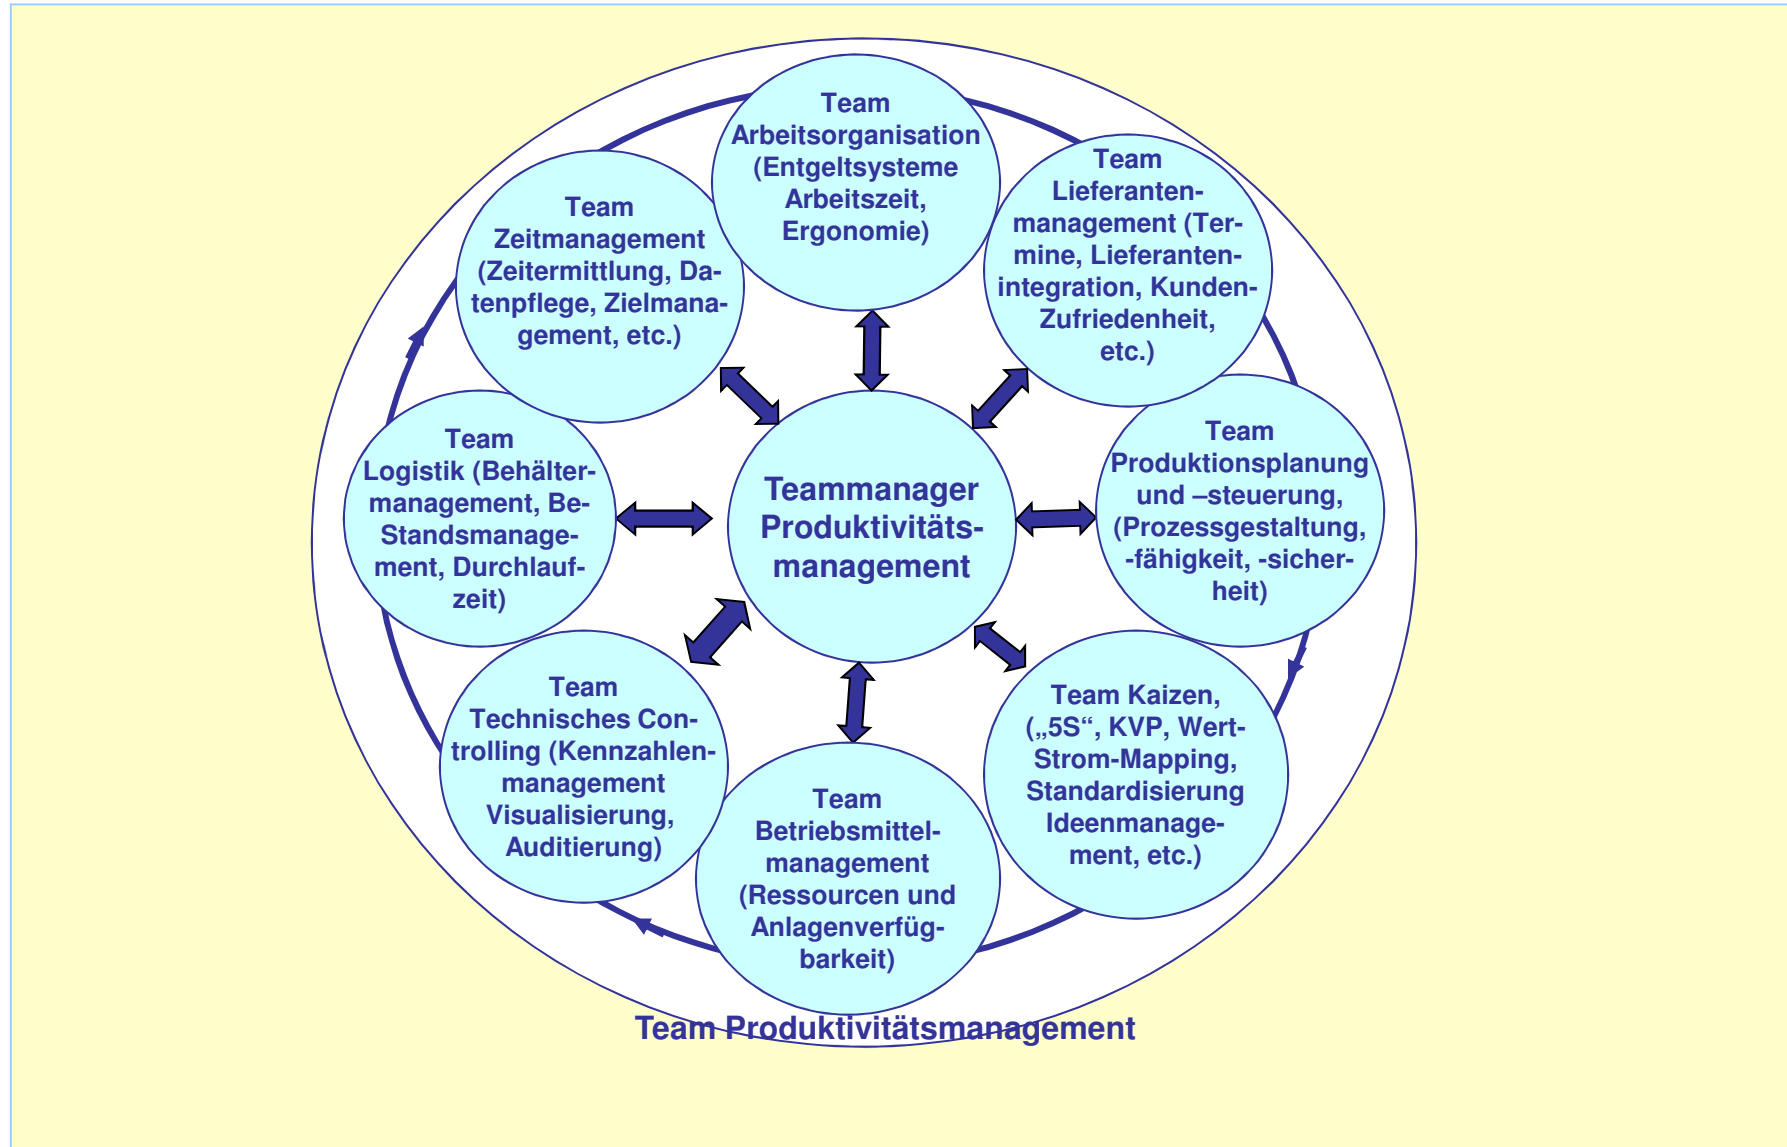 Team
Arbeitsorganisation
(Entgeltsysteme
Arbeitszeit,
Ergonomie)
Team
Lieferanten-
management (Ter-
mine, Lieferanten-
integration, Kunden-
Zufriedenheit,
etc.)
Team
Produktionsplanung
und –steuerung,
(Prozessgestaltung,
-fähigkeit, -sicher-
heit)
Team Kaizen,
(„5S“, KVP, Wert-
Strom-Mapping,
Standardisierung
Ideenmanage-
ment, etc.)
Team
Betriebsmittel-
management
(Ressourcen und
Anlagenverfüg-
barkeit)
Team
Technisches Con-
trolling (Kennzahlen-
management
Visualisierung,
Auditierung)
Team
Logistik (Behälter-
management, Be-
Standsmanage-
ment, Durchlauf-
zeit)
Team
Zeitmanagement
(Zeitermittlung, Da-
tenpflege, Zielmana-
gement, etc.)
Teammanager
Produktivitäts-
management
Team Produktivitätsmanagement